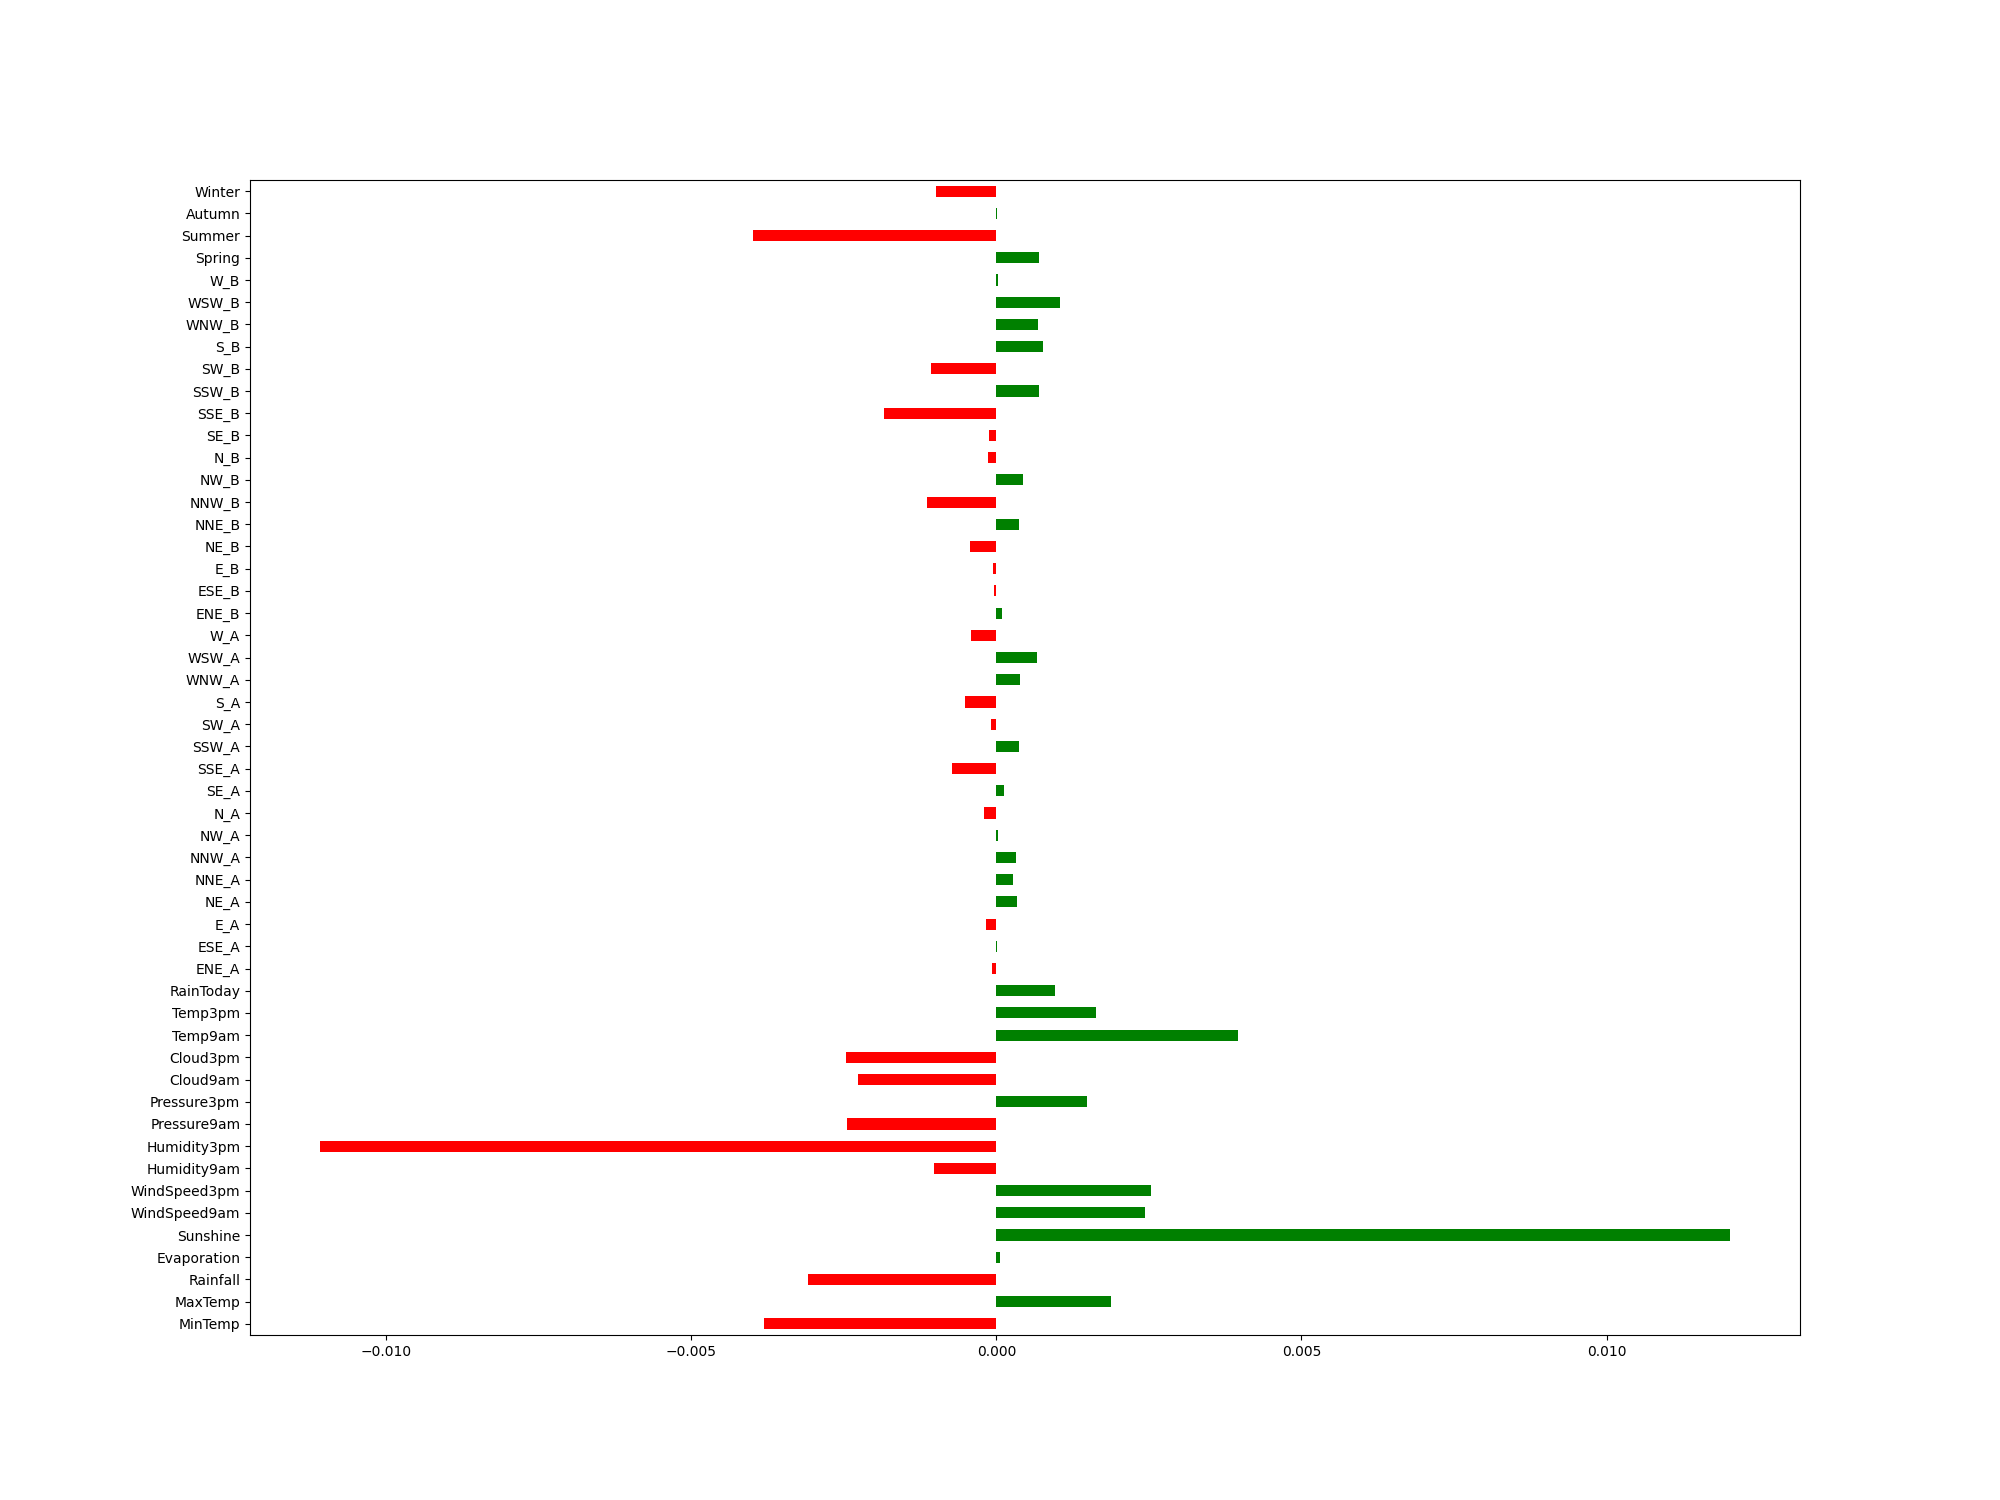 Winter
Autumn
Summer
Spring
W_B
WSW_B
WNW_B
S_B
SW_B
SSW_B
SSE_B
SE_B
N_B
NW_B
NNW_B
NNE_B
NE_B
E_B
ESE_B
ENE_B
W_A
WSW_A
WNW_A
S_A
SW_A
SSW_A
SSE_A
SE_A
N_A
NW_A
NNW_A
NNE_A
NE_A
E_A
ESE_A
ENE_A
RainToday
Temp3pm
Temp9am
Cloud3pm
Cloud9am
Pressure3pm
Pressure9am
Humidity3pm
Humidity9am
WindSpeed3pm
WindSpeed9am
Sunshine
Evaporation
Rainfall
MaxTemp
MinTemp
−0.010 −0.005 0.000 0.005 0.010